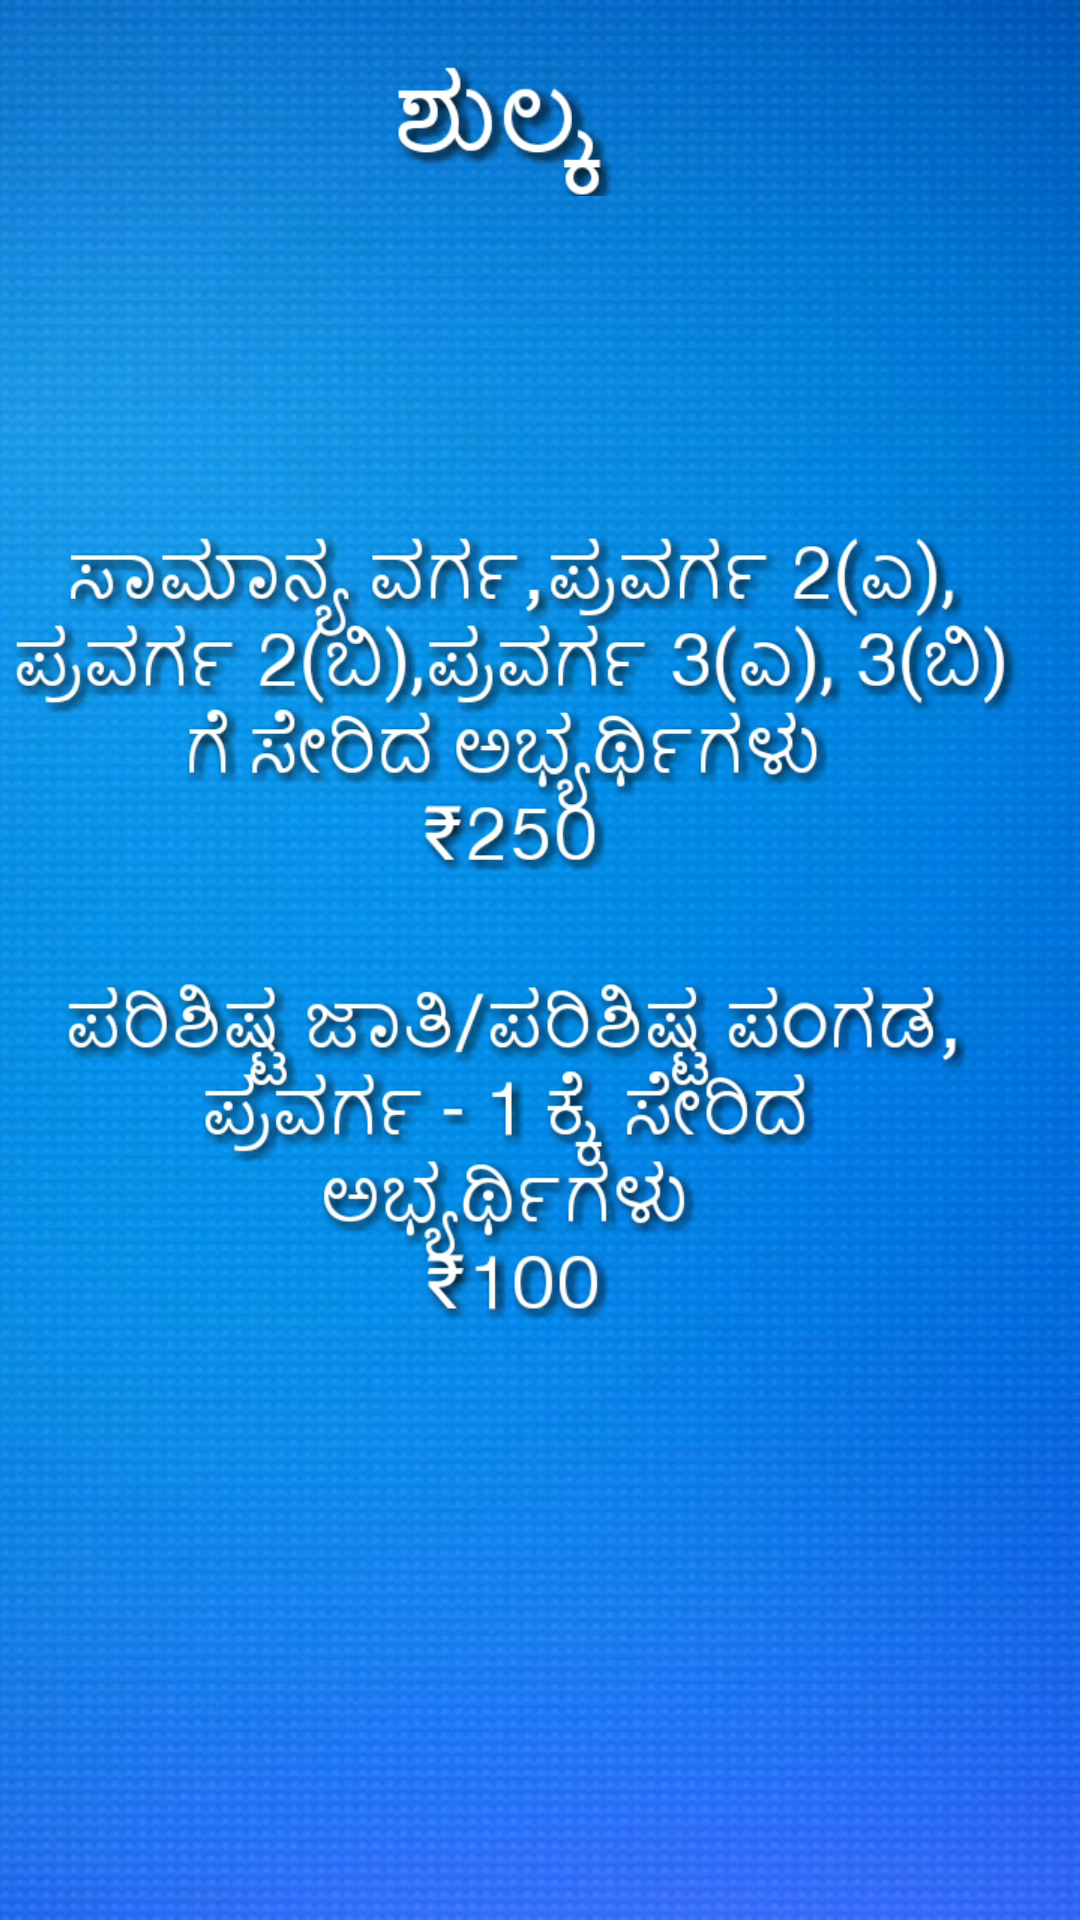 ಶುಲ್ಕ
ಸಾಮಾನ್ಯ ವರ್ಗ,ಪ್ರವರ್ಗ 2(ಎ),
ಪ್ರವರ್ಗ 2(ಬಿ),ಪ್ರವರ್ಗ 3(ಎ), 3(ಬಿ)
ಗೆ ಸೇರಿದ ಅಭ್ಯರ್ಥಿಗಳು
₹250
ಪರಿಶಿಷ್ಟ ಜಾತಿ/ಪರಿಶಿಷ್ಟ ಪಂಗಡ,
ಪ್ರವರ್ಗ - 1 ಕ್ಕೆ ಸೇರಿದ
ಅಭ್ಯರ್ಥಿಗಳು
₹100